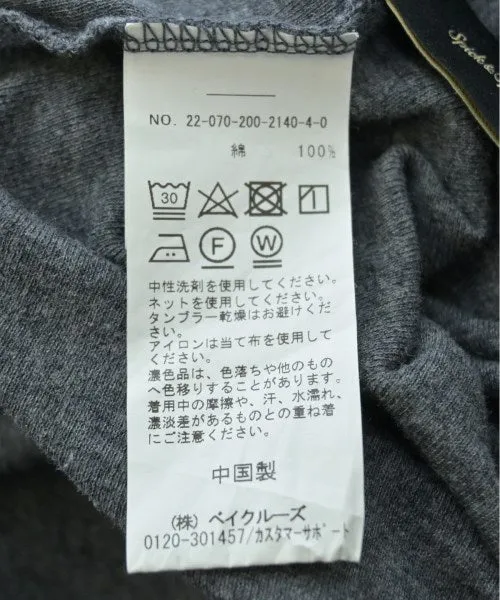 Spick &
NO. 22-070-200-2140-4-0
綿 100%
30
F W
中性洗剤を使用してください。
ネットを使用してください。
タンブラー乾燥はお避けくだ
さい。
アイロンは当て布を使用して
ください。
濃色品は、色落ちや他のもの
へ色移りすることがあります。
着用中の摩擦や、汗、水濡れ、
濃淡差があるものとの重ね着
にご注意ください。
中国製
(株) ベイクルーズ
0120-301457/カスタマーサポート